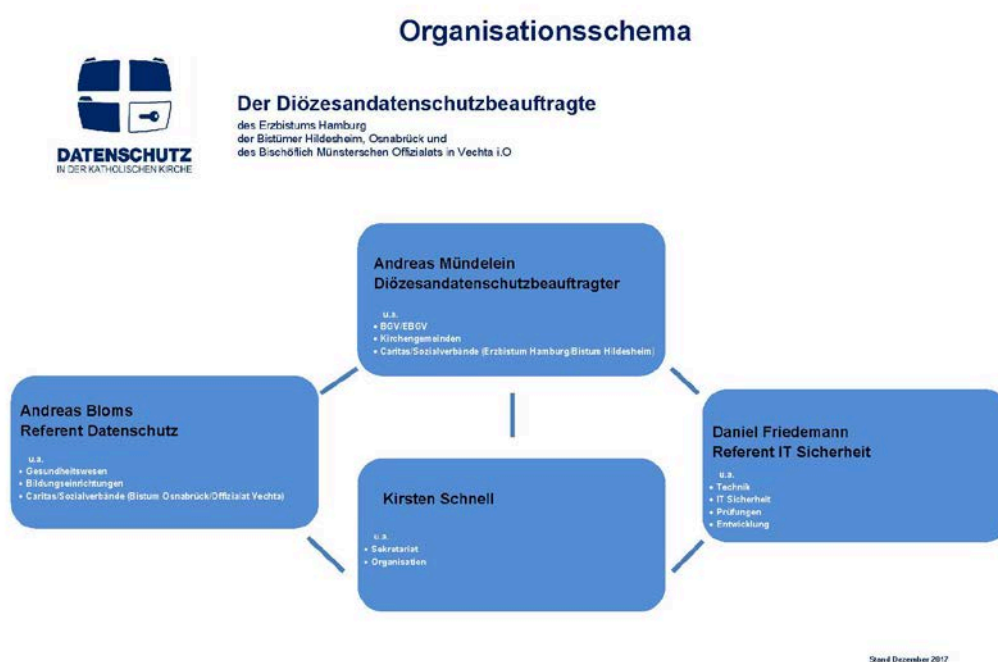 Organisationsschema
DATENSCHUTZ
IN DER KATHOLISCHEN KIRCHE
Der Diözesandatenschutzbeauftragte
des Erzbistums Hamburg
der Bistümer Hildesheim, Osnabrück und
des Bischöflich Münsterschen Offizialats in Vechta i.O
Andreas Mündelein
Diözesandatenschutzbeauftragter
u.a.
• BGV/EBGV
• Kirchengemeinden
• Caritas/Sozialverbände (Erzbistum Hamburg/Bistum Hildesheim)
Andreas Bloms
Referent Datenschutz
u.a.
• Gesundheitswesen
• Bildungseinrichtungen
• Caritas/Sozialverbände (Bistum Osnabrück/Offizialat Vechta)
Kirsten Schnell
u.a.
• Sekretariat
• Organisation
Daniel Friedemann
Referent IT Sicherheit
u.a.
• Technik
• IT Sicherheit
• Prüfungen
• Entwicklung
Stand Dezember 2017